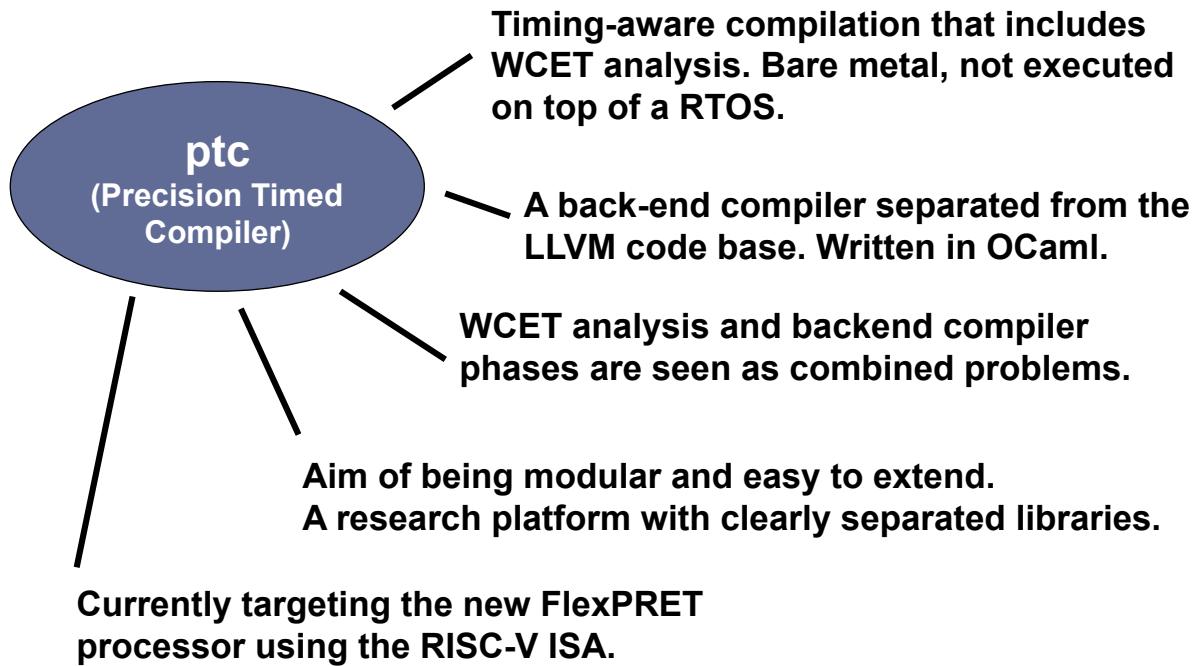 Timing-aware compilation that includes
WCET analysis. Bare metal, not executed
on top of a RTOS.
ptc
(Precision Timed
Compiler)
A back-end compiler separated from the
LLVM code base. Written in OCaml.
WCET analysis and backend compiler
phases are seen as combined problems.
Aim of being modular and easy to extend.
A research platform with clearly separated libraries.
Currently targeting the new FlexPRET
processor using the RISC-V ISA.